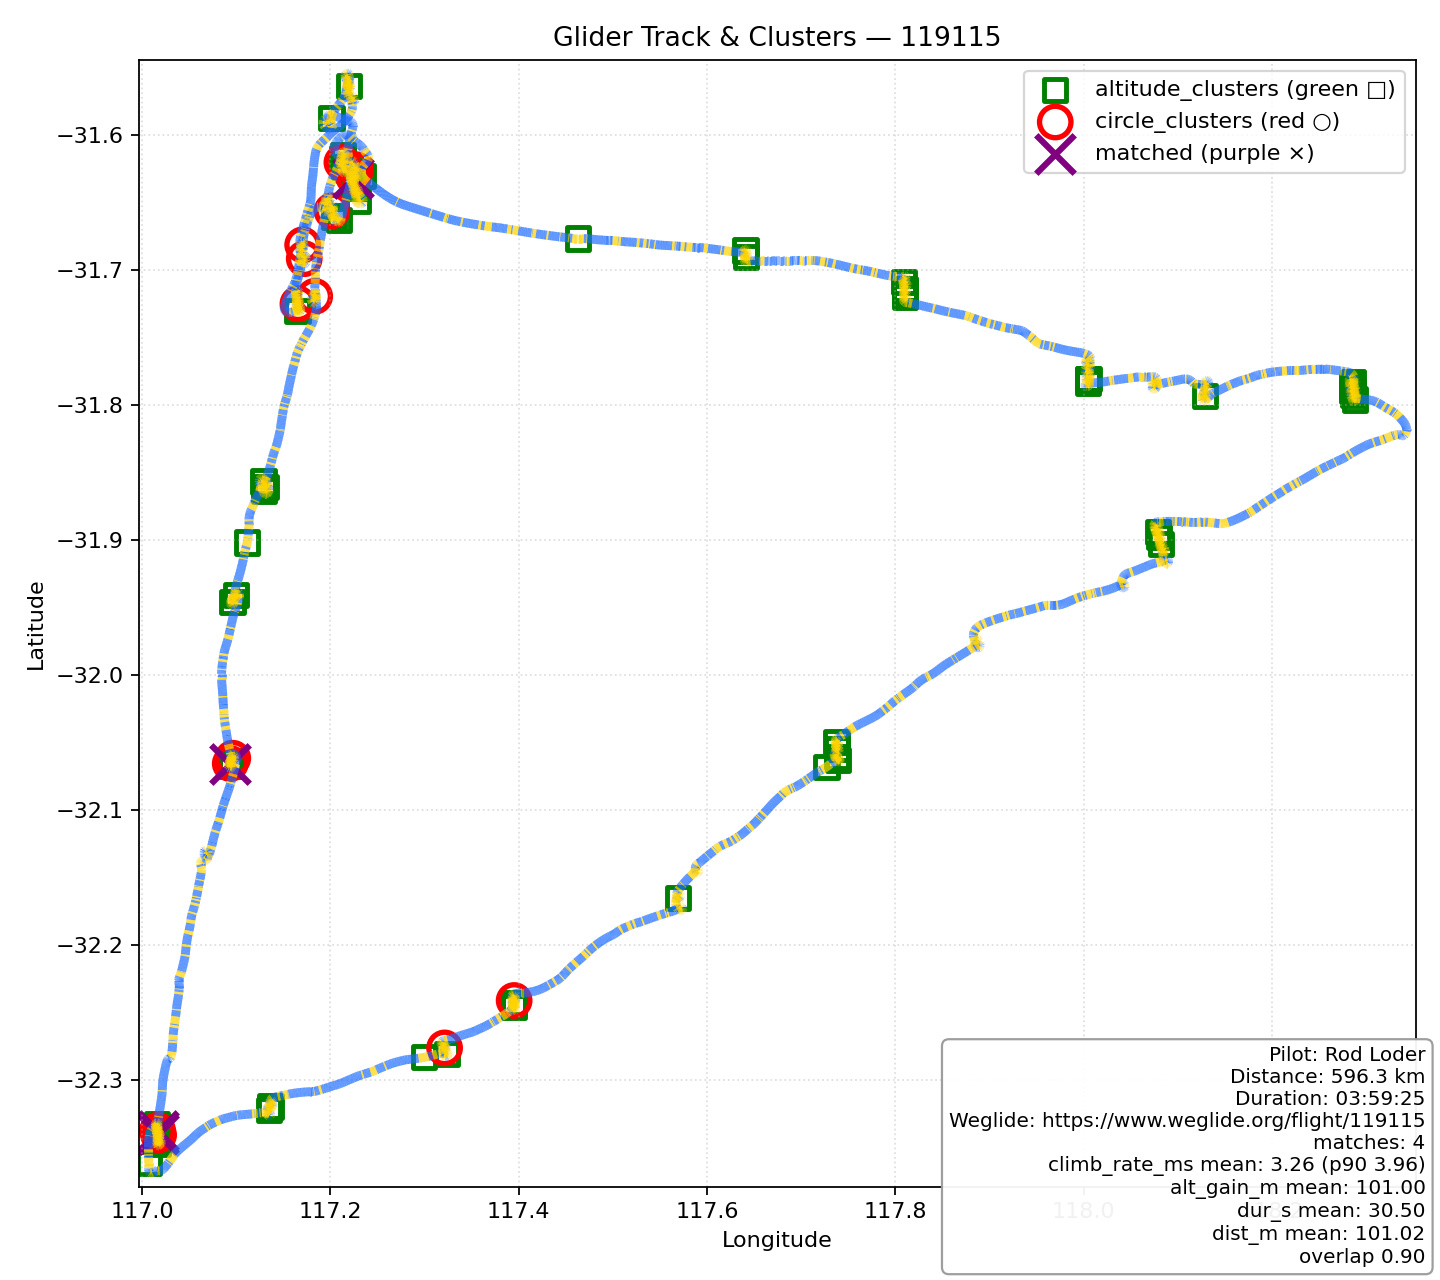 Glider Track & Clusters — 119115
altitude_clusters (green □)
circle_clusters (red ○)
matched (purple ×)
−31.6
−31.7
−31.8
−31.9
−32.0
−32.1
−32.2
−32.3
Latitude
117.0 117.2 117.4 117.6 117.8 118.0
Longitude
Pilot: Rod Loder
Distance: 596.3 km
Duration: 03:59:25
Weglide: https://www.weglide.org/flight/119115
matches: 4
climb_rate_ms mean: 3.26 (p90 3.96)
alt_gain_m mean: 101.00
dur_s mean: 30.50
dist_m mean: 101.02
overlap 0.90